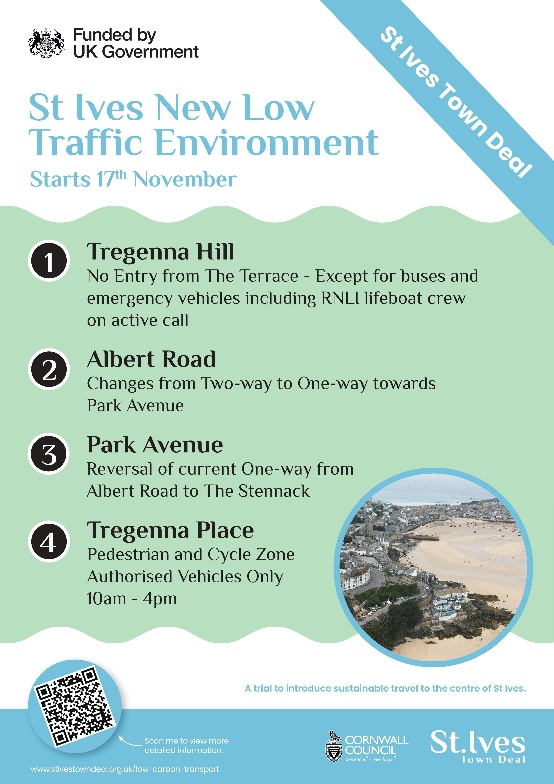 Funded by
UK Government
St Ives Town Deal
St Ives New Low
Traffic Environment
Starts 17th November
1
Tregenna Hill
No Entry from The Terrace - Except for buses and
emergency vehicles including RNLI lifeboat crew
on active call
2
Albert Road
Changes from Two-way to One-way towards
Park Avenue
3
Park Avenue
Reversal of current One-way from
Albert Road to The Stennack
4
Tregenna Place
Pedestrian and Cycle Zone
Authorised Vehicles Only
10am - 4pm
A trial to introduce sustainable travel to the centre of St Ives.
Scan me to view more
detailed information.
www.stivestowndeal.org.uk/low-carbon-transport
CORNWALL
COUNCIL
St.Ives
Town Deal